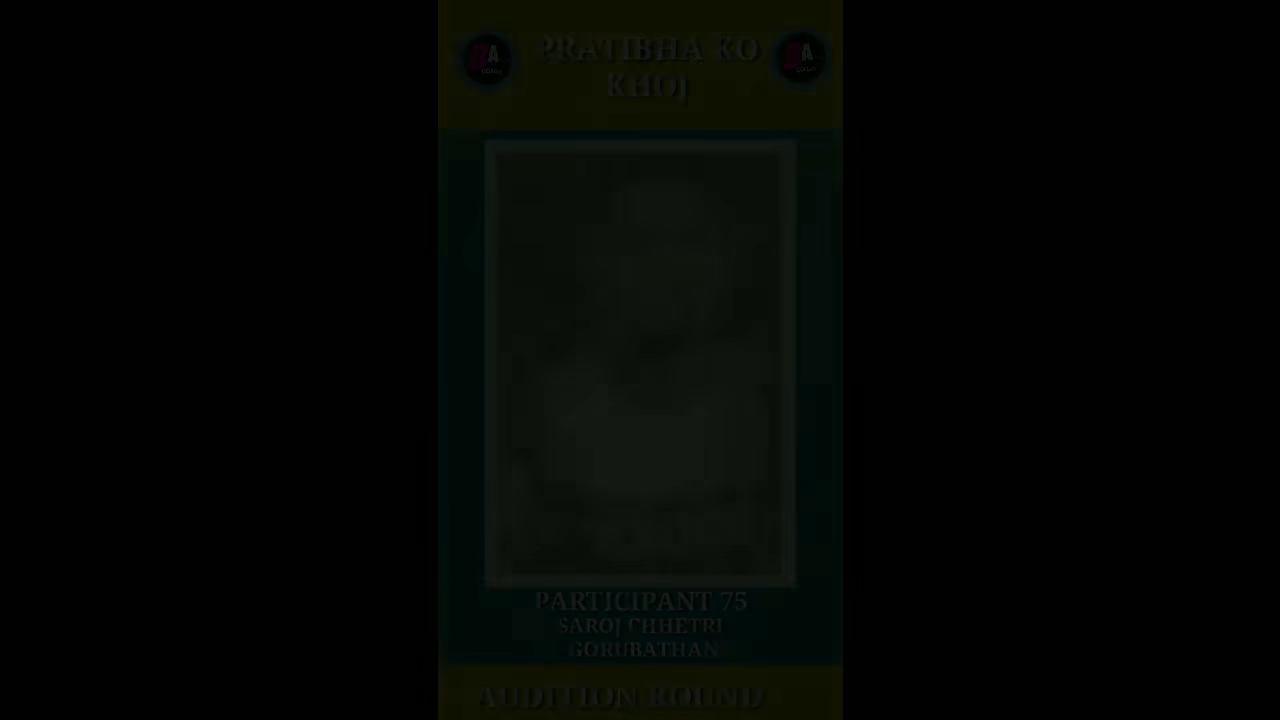 PRATIBHA KO
KHOJ
PARTICIPANT 75
SAROJ CHHETRI
GORUBATHAN
AUDITION ROUND